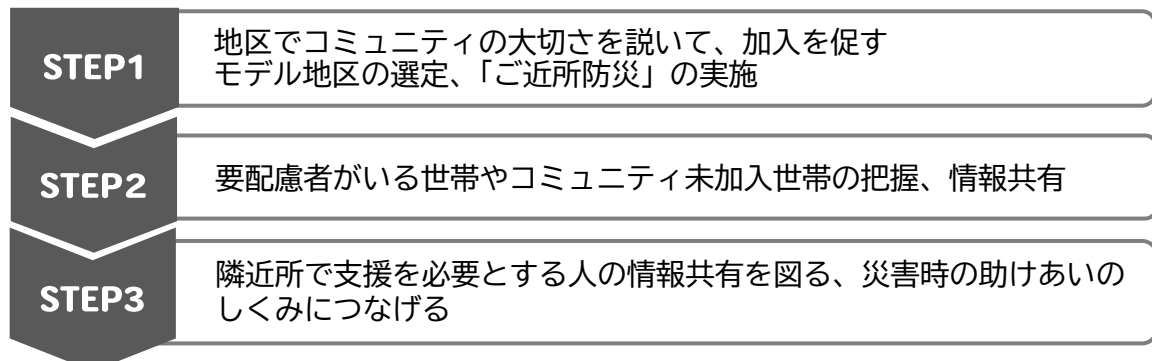 STEP1
地区でコミュニティの大切さを説いて、加入を促す
モデル地区の選定、「ご近所防災」の実施
STEP2
要配慮者がいる世帯やコミュニティ未加入世帯の把握、情報共有
STEP3
隣近所で支援を必要とする人の情報共有を図る、災害時の助けあいの
しくみにつなげる